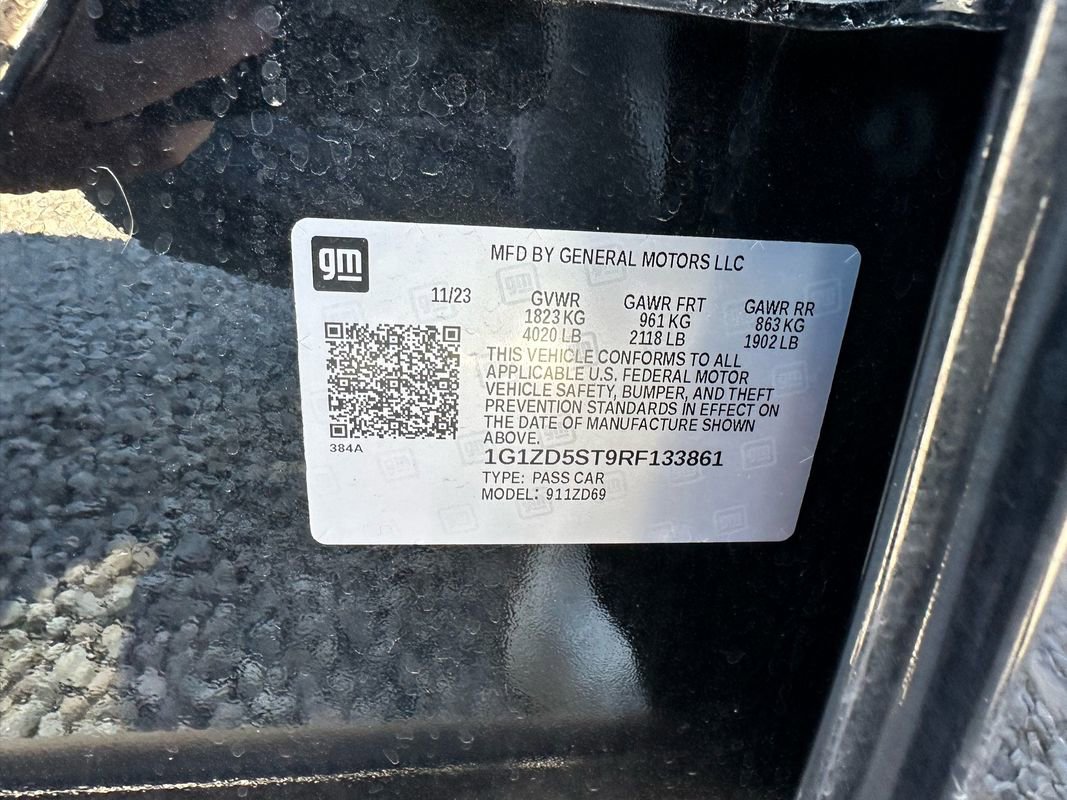 gm
MFD BY GENERAL MOTORS LLC
11/23
GVWR GAWR FRT GAWR RR
1823 KG 961 KG 863 KG
4020 LB 2118 LB 1902 LB
THIS VEHICLE CONFORMS TO ALL
APPLICABLE U.S. FEDERAL MOTOR
VEHICLE SAFETY, BUMPER, AND THEFT
PREVENTION STANDARDS IN EFFECT ON
THE DATE OF MANUFACTURE SHOWN
ABOVE.
384A
1G1ZD5ST9RF133861
TYPE: PASS CAR
MODEL: 911ZD69